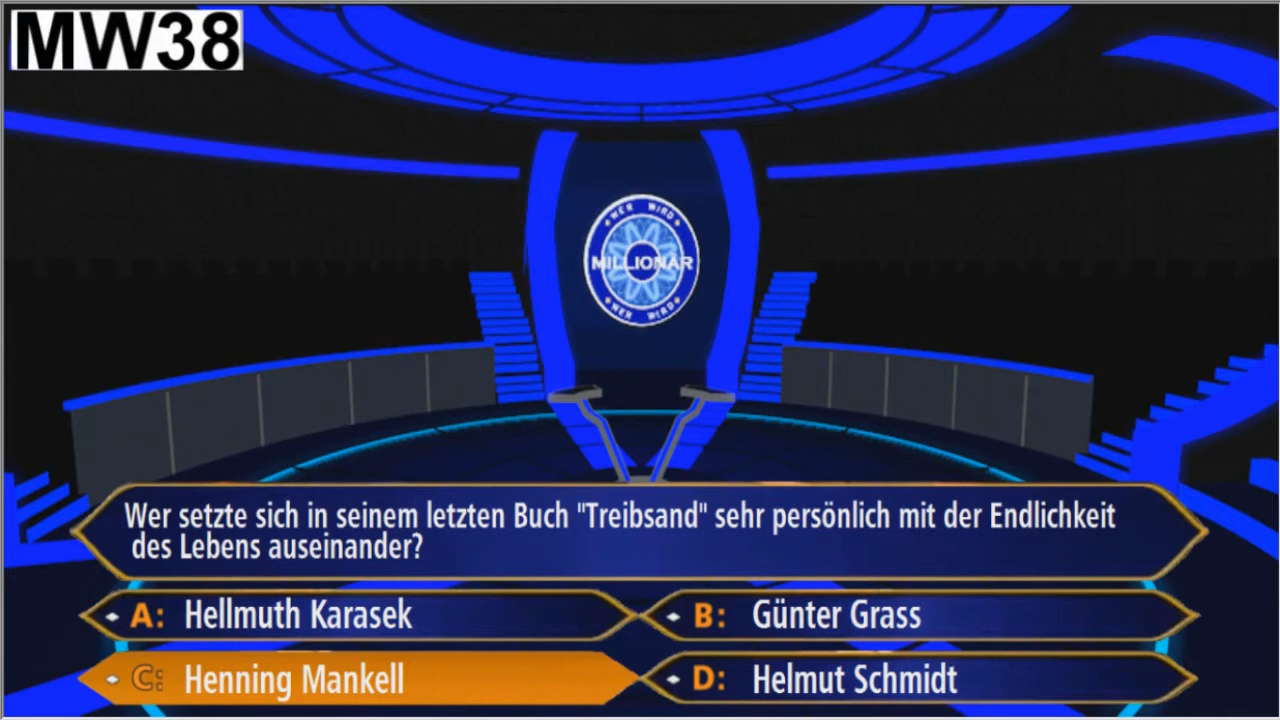 MW38
WER WIRD
MILLIONÄR
WER WIRD
Wer setzte sich in seinem letzten Buch "Treibsand" sehr persönlich mit der Endlichkeit
des Lebens auseinander?
A: Hellmuth Karasek
B: Günter Grass
C: Henning Mankell
D: Helmut Schmidt